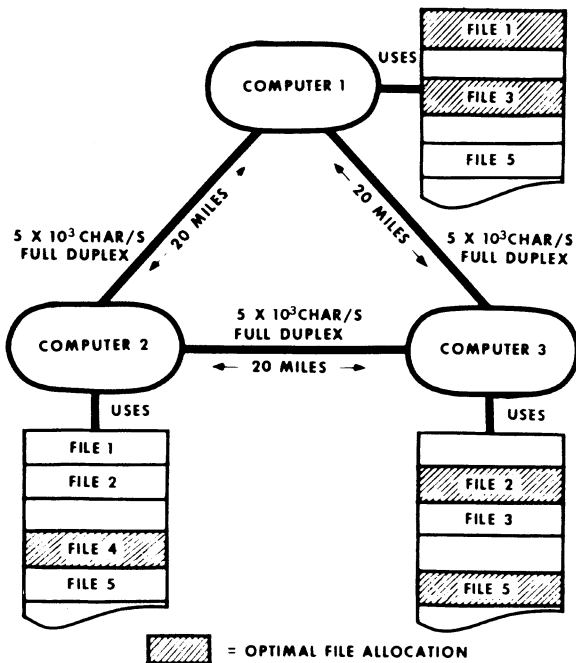 FILE 1
USES
COMPUTER 1
FILE 3
FILE 5
20 MILES
20 MILES
5 X 10³ CHAR/S
FULL DUPLEX
5 X 10³ CHAR/S
FULL DUPLEX
5 X 10³ CHAR/S
FULL DUPLEX
COMPUTER 2
COMPUTER 3
20 MILES
USES
USES
FILE 1
FILE 2
FILE 4
FILE 5
FILE 2
FILE 3
FILE 5
= OPTIMAL FILE ALLOCATION